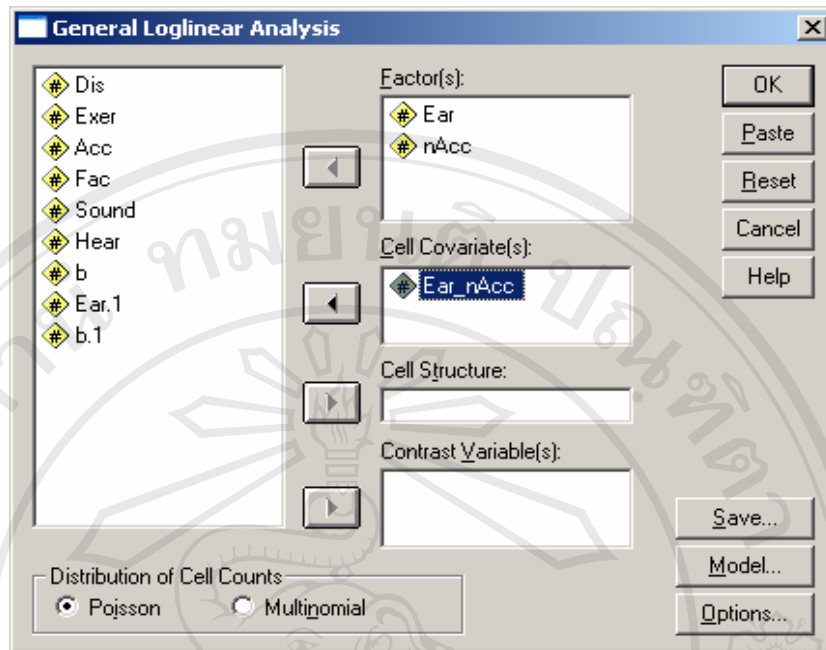 General Loglinear Analysis
Dis
Exer
Acc
Fac
Sound
Hear
b
Ear.1
b.1
Factor(s):
Ear
nAcc
Cell Covariate(s):
Ear_nAcc
Cell Structure:
Contrast Variable(s):
OK
Paste
Reset
Cancel
Help
Save...
Model...
Options...
Distribution of Cell Counts
Poisson
Multinomial